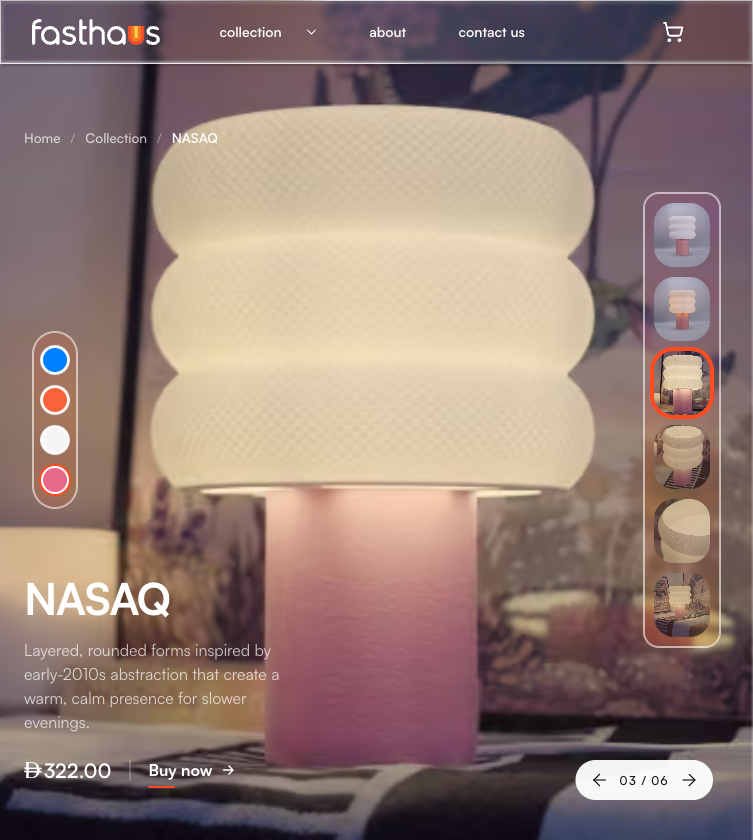 fasthaus
collection
about
contact us
Home / Collection / NASAQ
NASAQ
Layered, rounded forms inspired by
early-2010s abstraction that create a
warm, calm presence for slower
evenings.
322.00
Buy now →
← 03 / 06 →